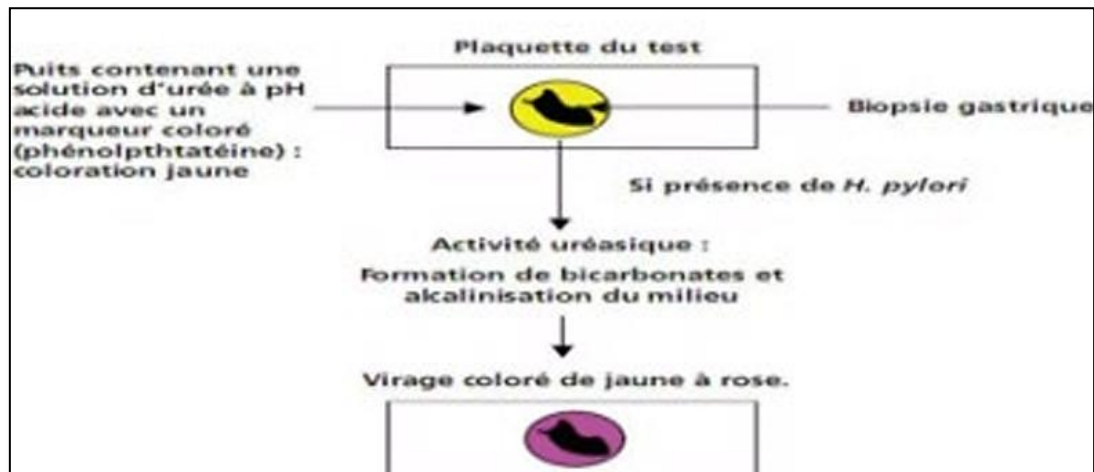 Plaquette du test
Puits contenant une
solution d'urée à pH
acide avec un
marqueur coloré
(phénolpthtatéine) :
coloration jaune
Biopsie gastrique
Si présence de H. pylori
Activité uréasique :
Formation de bicarbonates et
alcalinisation du milieu
Virage coloré de jaune à rose.